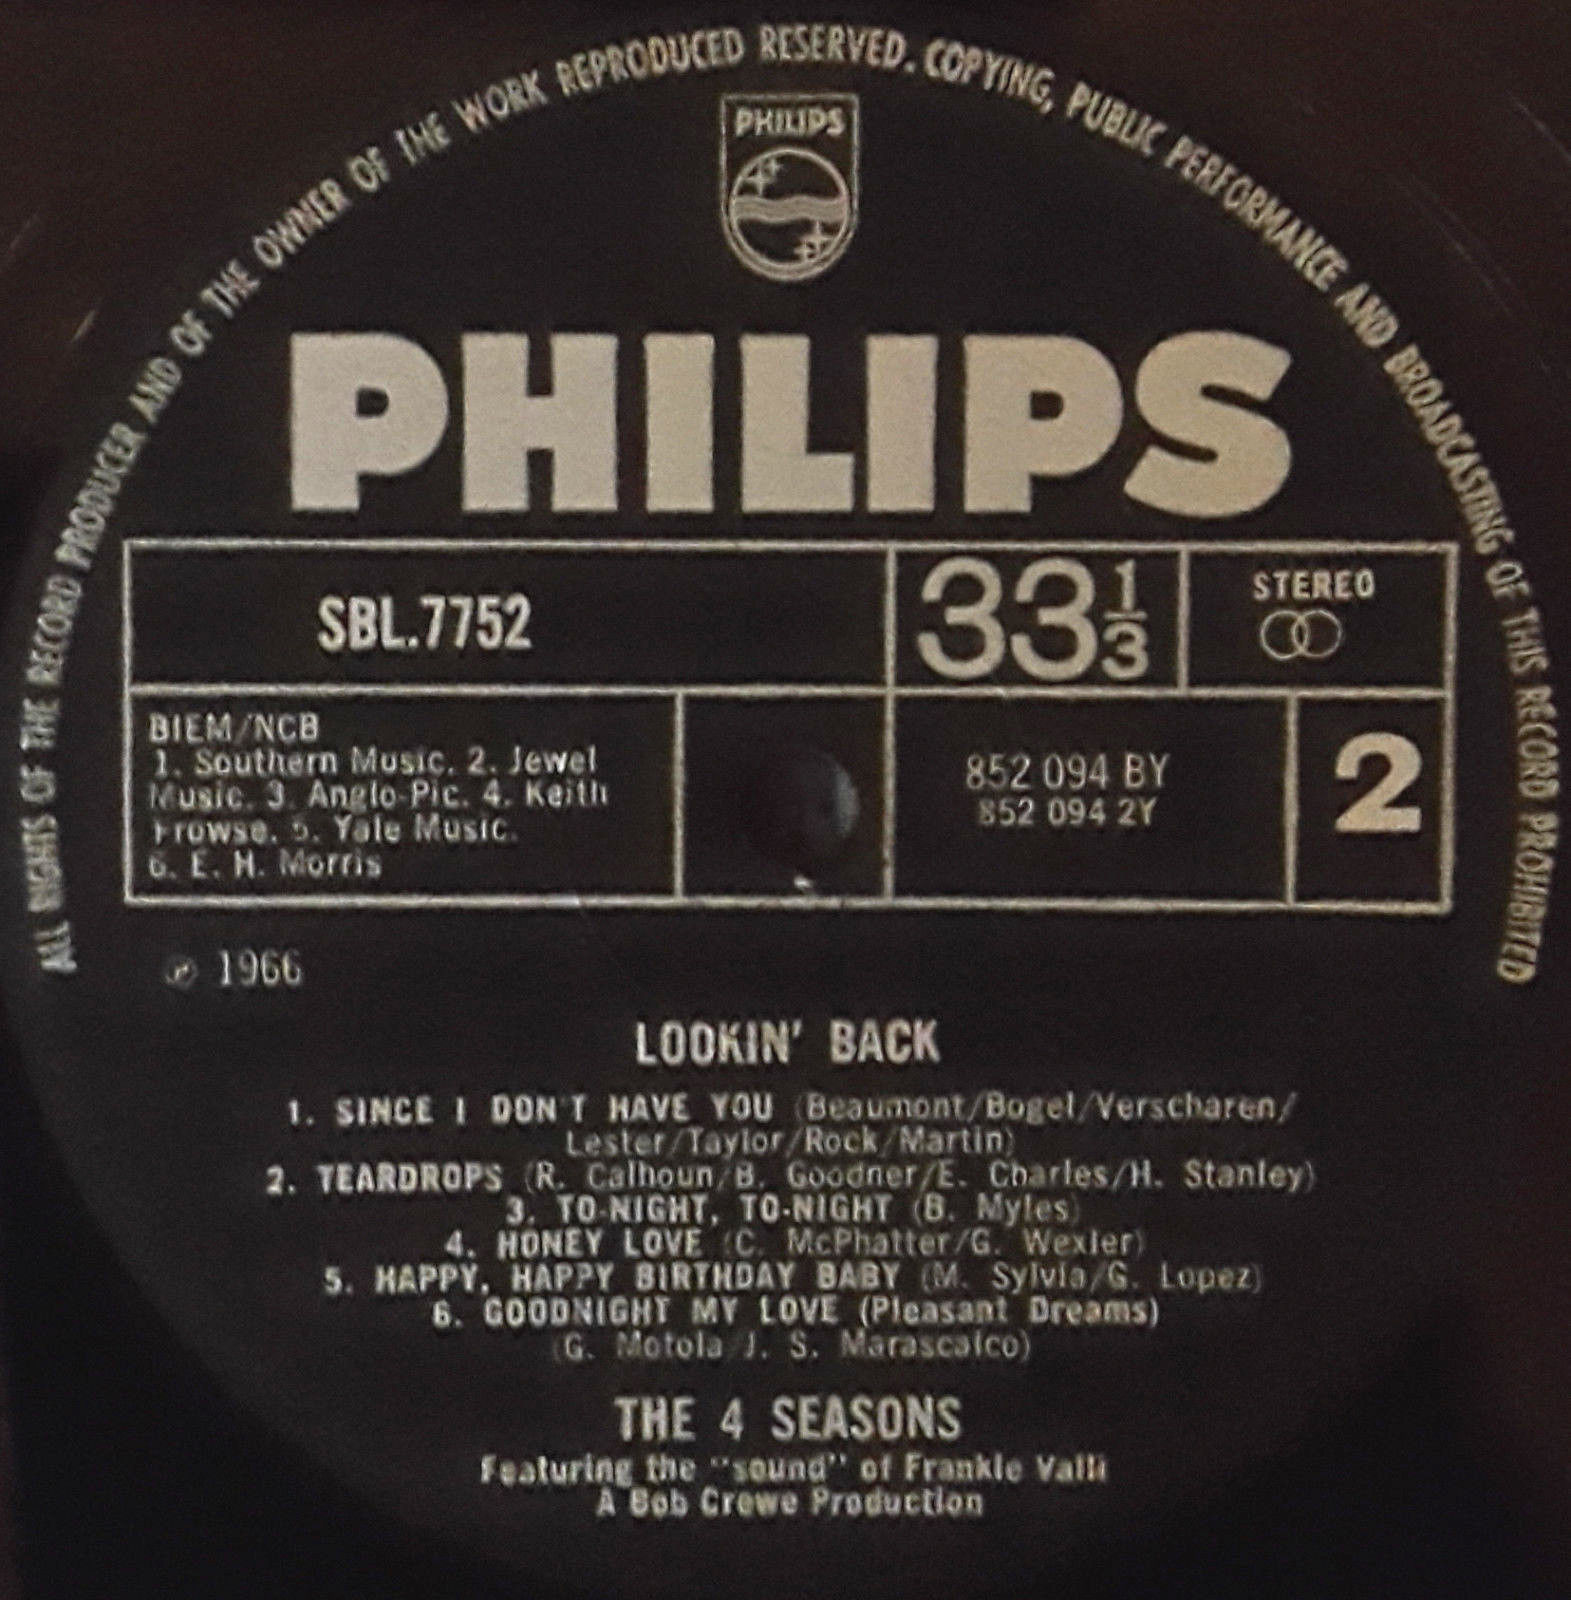 ALL RIGHTS OF THE RECORD PRODUCER AND OF THE OWNER OF THE WORK REPRODUCED RESERVED. COPYING, PUBLIC PERFORMANCE AND BROADCASTING OF THIS RECORD PROHIBITED
PHILIPS
PHILIPS
SBL.7752
33 1/3
STEREO
BIEM/NCB
1. Southern Music. 2. Jewel
Music. 3. Anglo-Pic. 4. Keith
Prowse. 5. Yale Music.
6. E. H. Morris
852 094 BY
852 094 2Y
2
℗ 1966
LOOKIN' BACK
1. SINCE I DON'T HAVE YOU (Beaumont/Bogel/Verscharen/
Lester/Taylor/Rock/Martin)
2. TEARDROPS (R. Calhoun/B. Goodner/E. Charles/H. Stanley)
3. TO-NIGHT, TO-NIGHT (B. Myles)
4. HONEY LOVE (C. McPhatter/G. Wexler)
5. HAPPY, HAPPY BIRTHDAY BABY (M. Sylvia/G. Lopez)
6. GOODNIGHT MY LOVE (Pleasant Dreams)
(G. Motola/J. S. Marascalco)
THE 4 SEASONS
Featuring the "sound" of Frankie Valli
A Bob Crewe Production